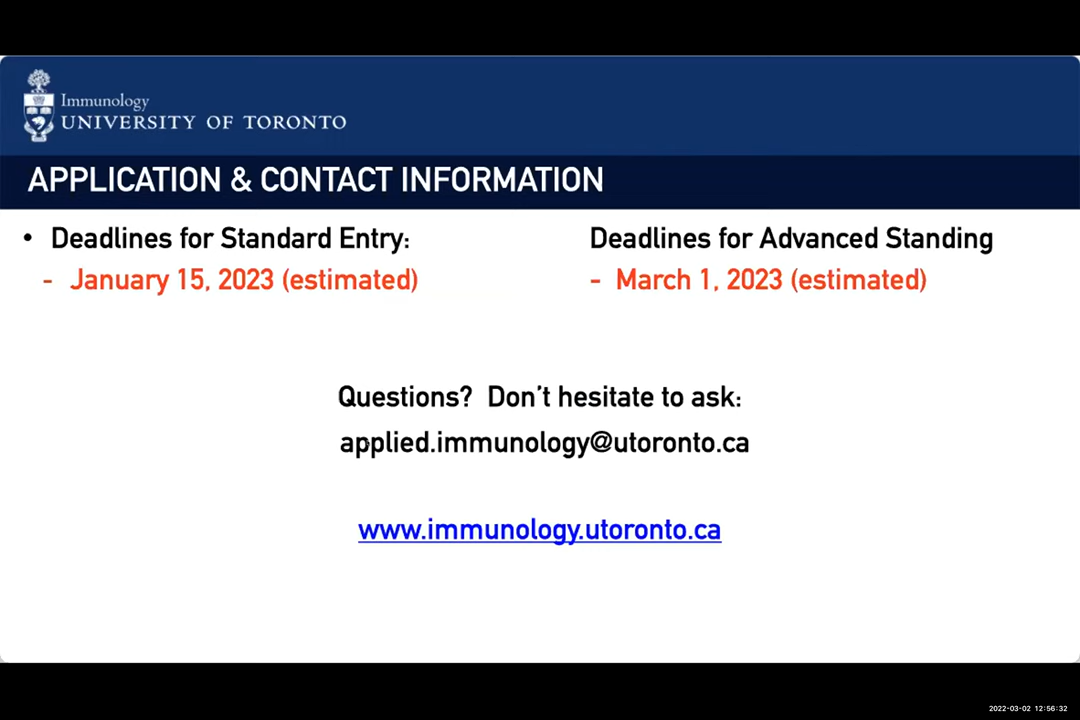 Immunology
UNIVERSITY OF TORONTO
APPLICATION & CONTACT INFORMATION
• Deadlines for Standard Entry:
- January 15, 2023 (estimated)
Deadlines for Advanced Standing
- March 1, 2023 (estimated)
Questions? Don't hesitate to ask:
applied.immunology@utoronto.ca
www.immunology.utoronto.ca
2022-03-02 12:56:32